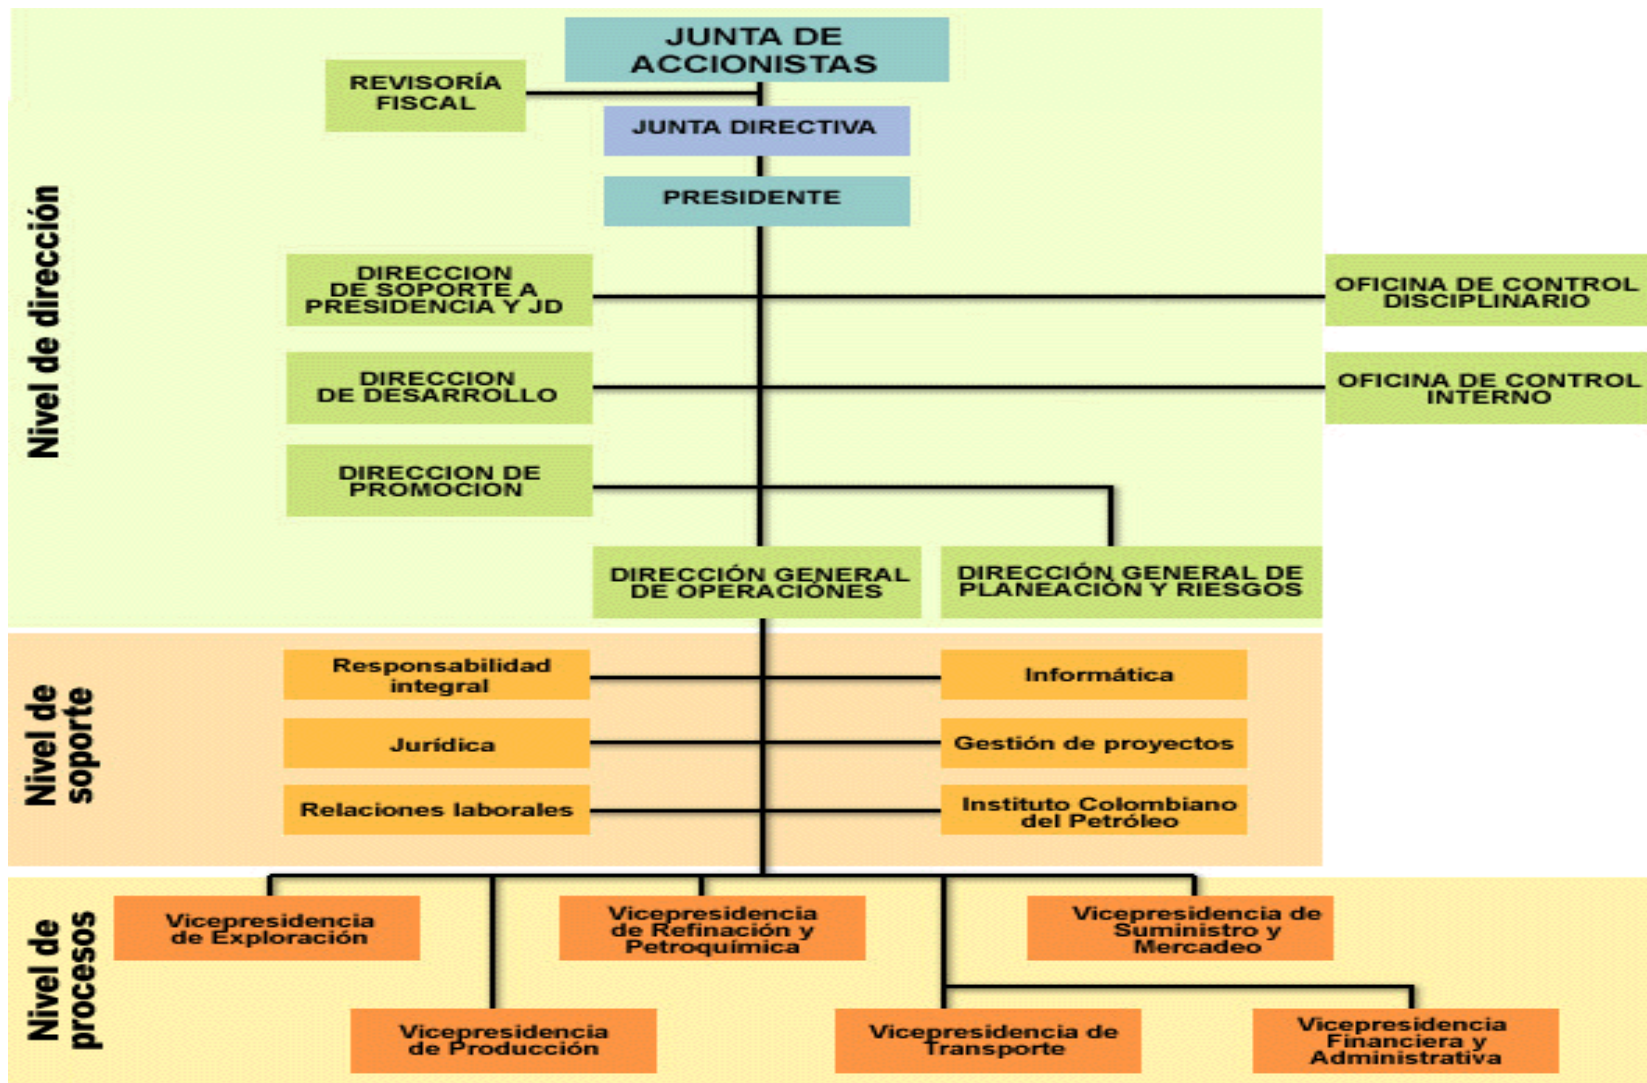 JUNTA DE
ACCIONISTAS
REVISORÍA
FISCAL
JUNTA DIRECTIVA
PRESIDENTE
Nivel de dirección
DIRECCION
DE SOPORTE A
PRESIDENCIA Y JD
OFICINA DE CONTROL
DISCIPLINARIO
DIRECCION
DE DESARROLLO
OFICINA DE CONTROL
INTERNO
DIRECCION DE
PROMOCION
DIRECCIÓN GENERAL
DE OPERACIÓNES
DIRECCIÓN GENERAL DE
PLANEACIÓN Y RIESGOS
Nivel de
soporte
Responsabilidad
integral
Informática
Jurídica
Gestión de proyectos
Relaciones laborales
Instituto Colombiano
del Petróleo
Nivel de
procesos
Vicepresidencia
de Exploración
Vicepresidencia
de Refinación y
Petroquímica
Vicepresidencia de
Suministro y
Mercadeo
Vicepresidencia
de Producción
Vicepresidencia de
Transporte
Vicepresidencia
Financiera y
Administrativa